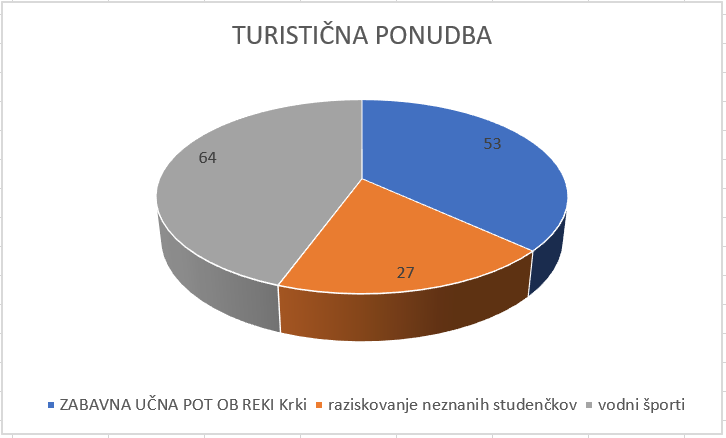 TURISTIČNA PONUDBA
53
64
27
ZABAVNA UČNA POT OB REKI Krki raziskovanje neznanih studenčkov vodni športi